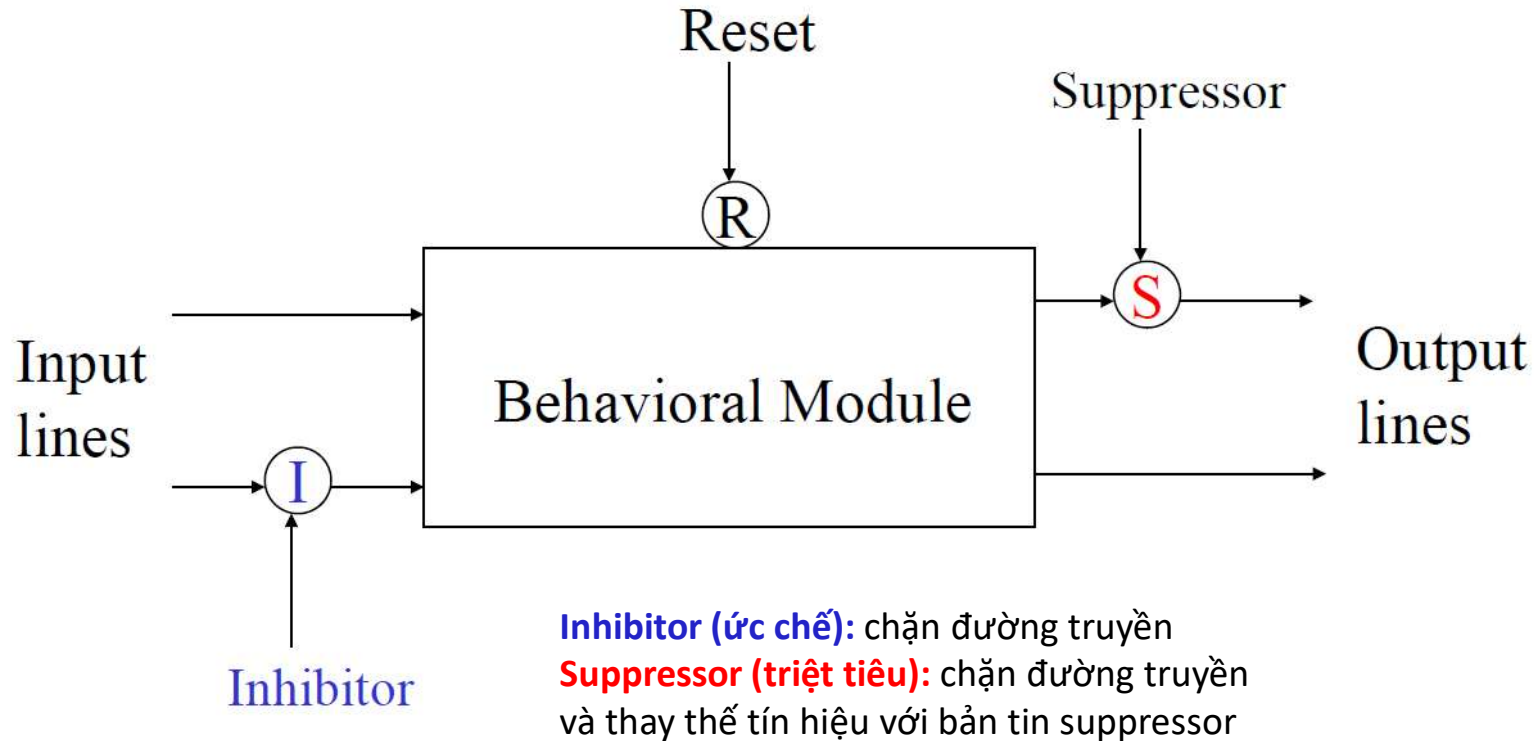 Reset
Suppressor
R
S
Input
lines
Behavioral Module
Output
lines
I
Inhibitor
Inhibitor (ức chế): chặn đường truyền
Suppressor (triệt tiêu): chặn đường truyền
và thay thế tín hiệu với bản tin suppressor